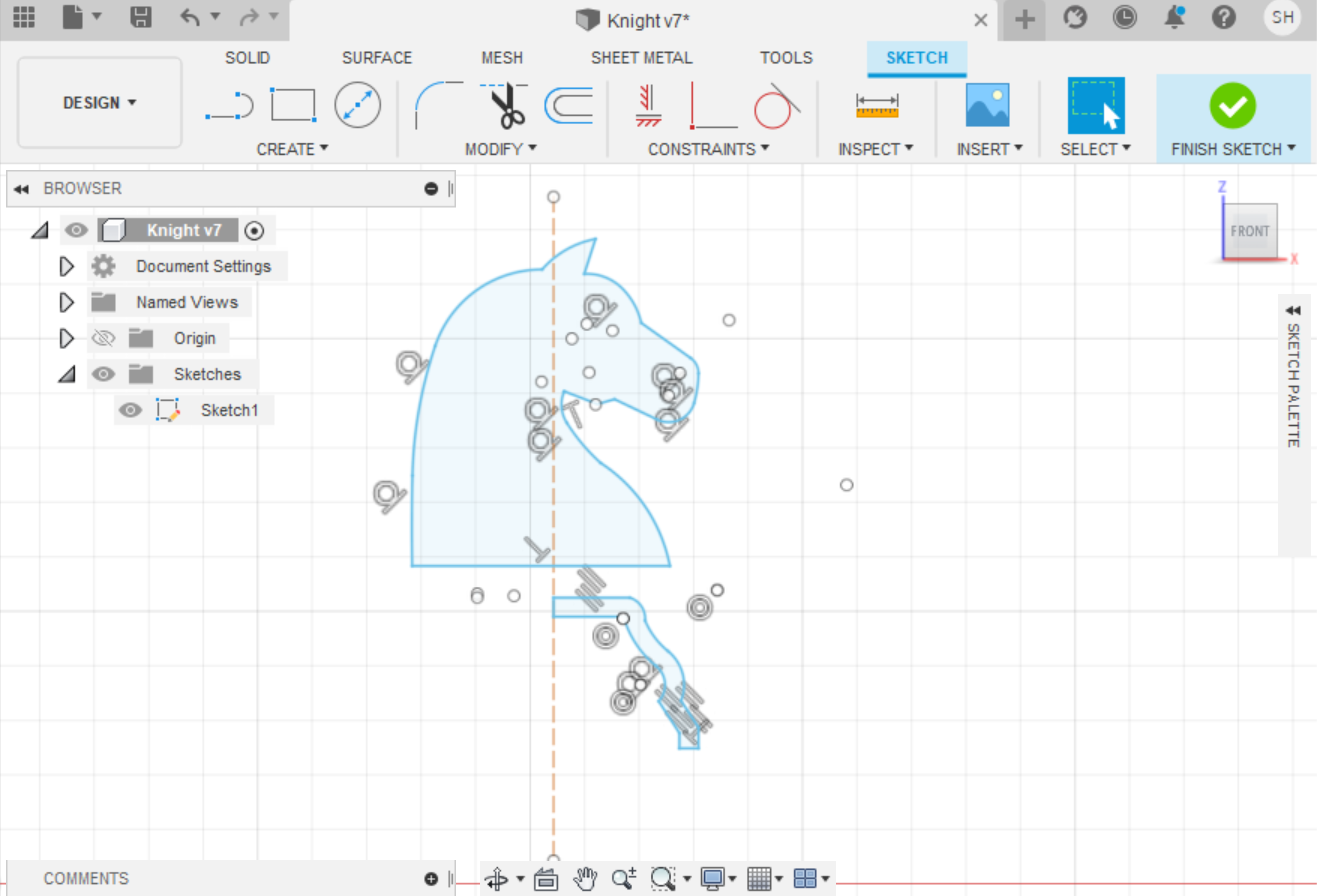 Knight v7*
SH
SOLID SURFACE MESH SHEET METAL TOOLS SKETCH
DESIGN
CREATE MODIFY CONSTRAINTS INSPECT INSERT SELECT FINISH SKETCH
BROWSER
Knight v7
Document Settings
Named Views
Origin
Sketches
Sketch1
Z
FRONT
X
SKETCH PALETTE
COMMENTS